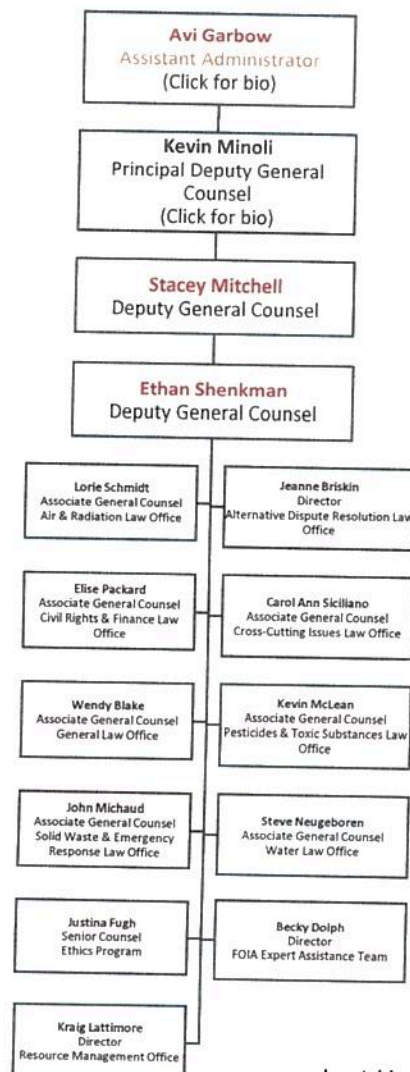 Avi Garbow
Assistant Administrator
(Click for bio)
Kevin Minoli
Principal Deputy General
Counsel
(Click for bio)
Stacey Mitchell
Deputy General Counsel
Ethan Shenkman
Deputy General Counsel
Lorie Schmidt
Associate General Counsel
Air & Radiation Law Office
Jeanne Briskin
Director
Alternative Dispute Resolution Law
Office
Elise Packard
Associate General Counsel
Civil Rights & Finance Law
Office
Carol Ann Siciliano
Associate General Counsel
Cross-Cutting Issues Law Office
Wendy Blake
Associate General Counsel
General Law Office
Kevin McLean
Associate General Counsel
Pesticides & Toxic Substances Law
Office
John Michaud
Associate General Counsel
Solid Waste & Emergency
Response Law Office
Steve Neugeboren
Associate General Counsel
Water Law Office
Justina Fugh
Senior Counsel
Ethics Program
Becky Dolph
Director
FOIA Expert Assistance Team
Kraig Lattimore
Director
Resource Management Office